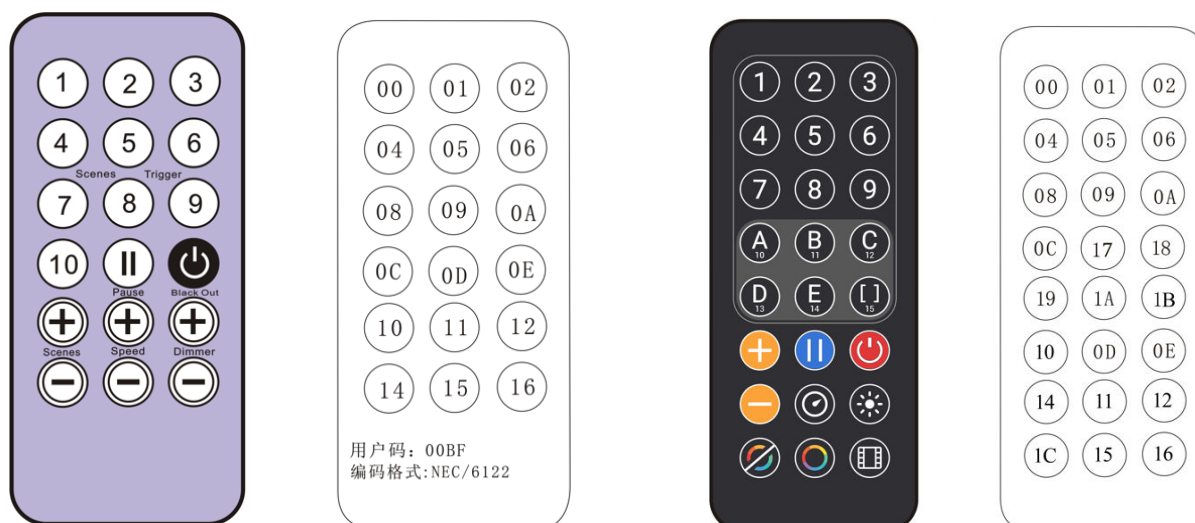 1 2 3
4 5 6
Scenes Trigger
7 8 9
10
Pause Black Out
Scenes Speed Dimmer
00 01 02
04 05 06
08 09 0A
0C 0D 0E
10 11 12
14 15 16
用户码: 00BF
编码格式:NEC/6122
1 2 3
4 5 6
7 8 9
A B C
10 11 12
D E [ ]
13 14 15
00 01 02
04 05 06
08 09 0A
0C 17 18
19 1A 1B
10 0D 0E
14 11 12
1C 15 16